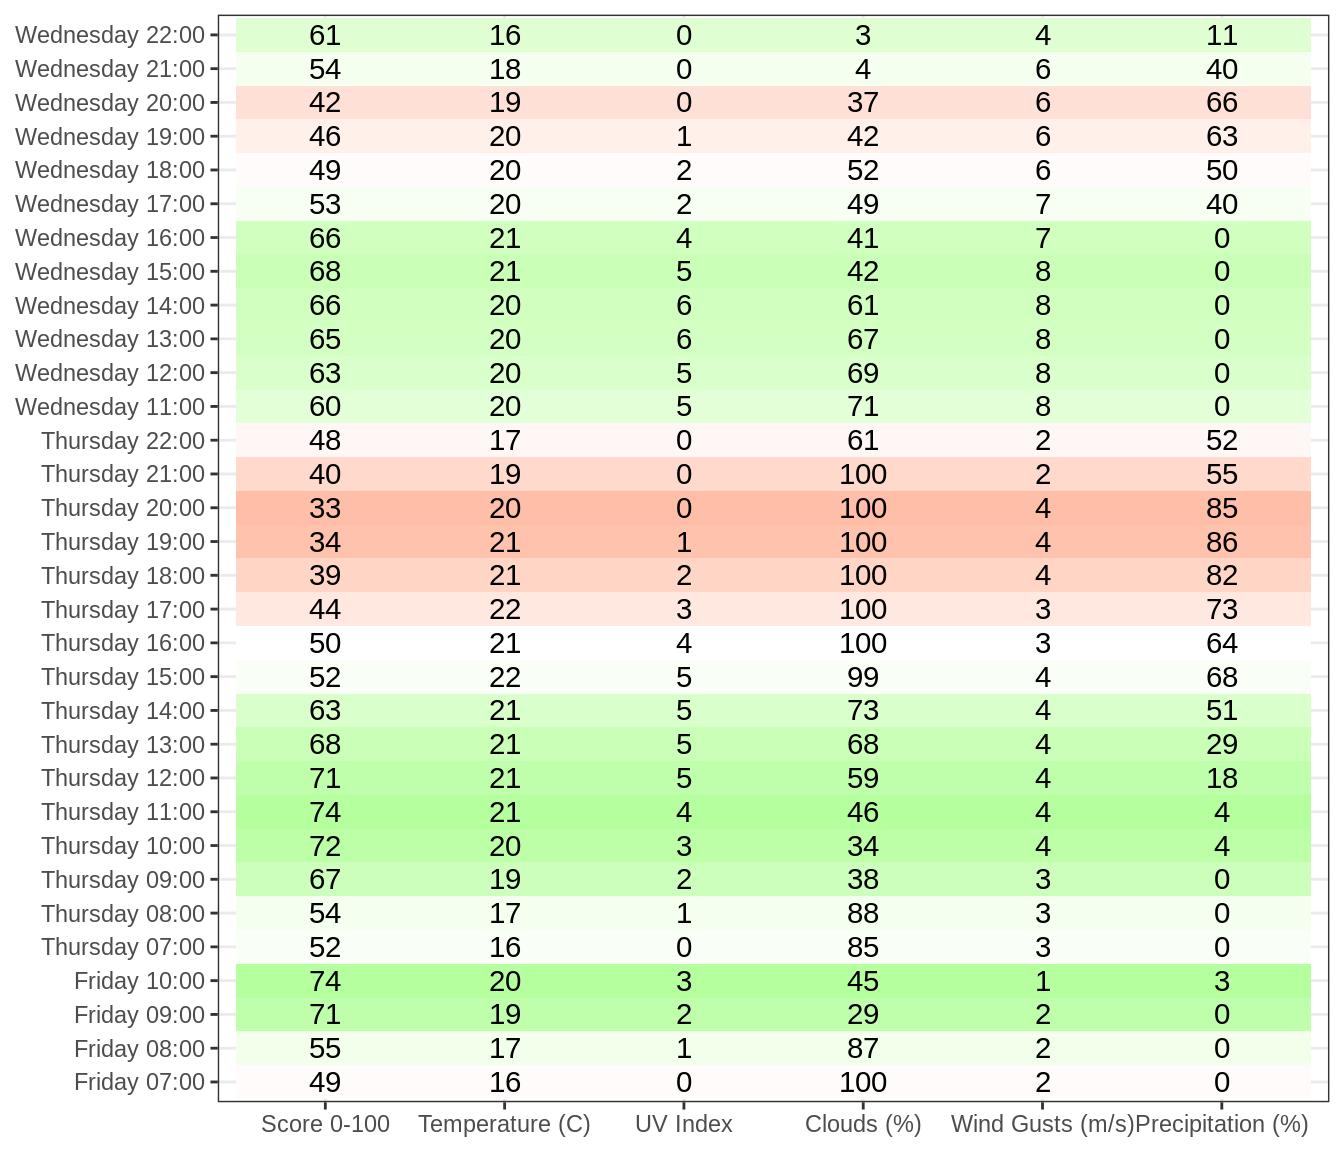 Wednesday 22:00 61 16 0 3 4 11
Wednesday 21:00 54 18 0 4 6 40
Wednesday 20:00 42 19 0 37 6 66
Wednesday 19:00 46 20 1 42 6 63
Wednesday 18:00 49 20 2 52 6 50
Wednesday 17:00 53 20 2 49 7 40
Wednesday 16:00 66 21 4 41 7 0
Wednesday 15:00 68 21 5 42 8 0
Wednesday 14:00 66 20 6 61 8 0
Wednesday 13:00 65 20 6 67 8 0
Wednesday 12:00 63 20 5 69 8 0
Wednesday 11:00 60 20 5 71 8 0
Thursday 22:00 48 17 0 61 2 52
Thursday 21:00 40 19 0 100 2 55
Thursday 20:00 33 20 0 100 4 85
Thursday 19:00 34 21 1 100 4 86
Thursday 18:00 39 21 2 100 4 82
Thursday 17:00 44 22 3 100 3 73
Thursday 16:00 50 21 4 100 3 64
Thursday 15:00 52 22 5 99 4 68
Thursday 14:00 63 21 5 73 4 51
Thursday 13:00 68 21 5 68 4 29
Thursday 12:00 71 21 5 59 4 18
Thursday 11:00 74 21 4 46 4 4
Thursday 10:00 72 20 3 34 4 4
Thursday 09:00 67 19 2 38 3 0
Thursday 08:00 54 17 1 88 3 0
Thursday 07:00 52 16 0 85 3 0
Friday 10:00 74 20 3 45 1 3
Friday 09:00 71 19 2 29 2 0
Friday 08:00 55 17 1 87 2 0
Friday 07:00 49 16 0 100 2 0
Score 0-100 Temperature (C) UV Index Clouds (%) Wind Gusts (m/s) Precipitation (%)